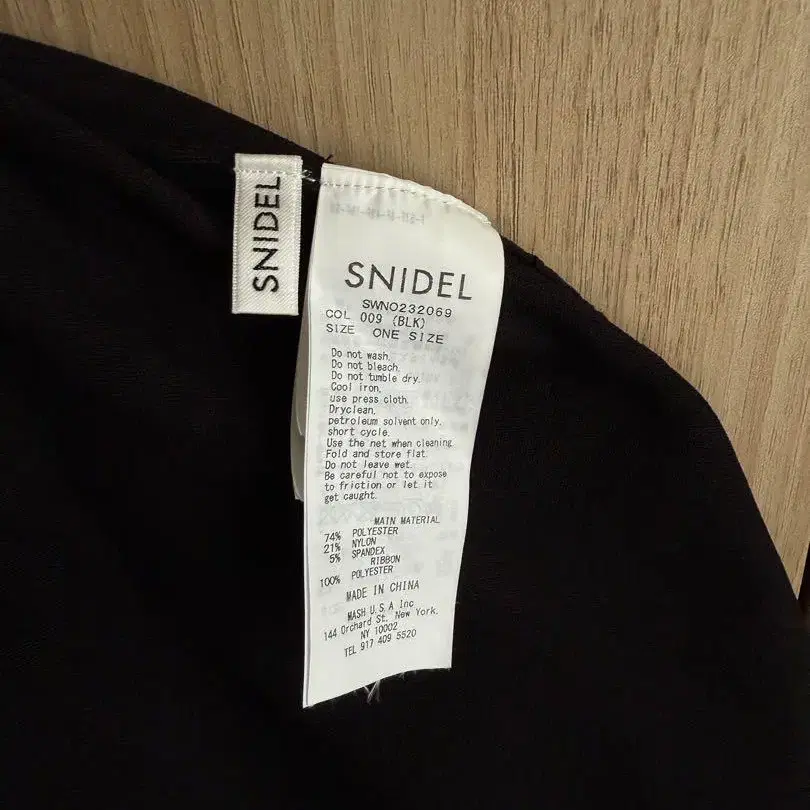 SNIDEL
SNIDEL
SWNO232069
COL 009 (BLK)
SIZE ONE SIZE
Do not wash.
Do not bleach.
Do not tumble dry.
Cool iron,
use press cloth.
Dryclean,
petroleum solvent only.
short cycle.
Use the net when cleaning
Fold and store flat.
Do not leave wet.
Be careful not to expose
to friction or let it
get caught.
MAIN MATERIAL
74% POLYESTER
21% NYLON
5% SPANDEX
RIBBON
100% POLYESTER
MADE IN CHINA
MASH U.S.A Inc
144 Orchard St. New York.
NY 10002
TEL 917 409 5520